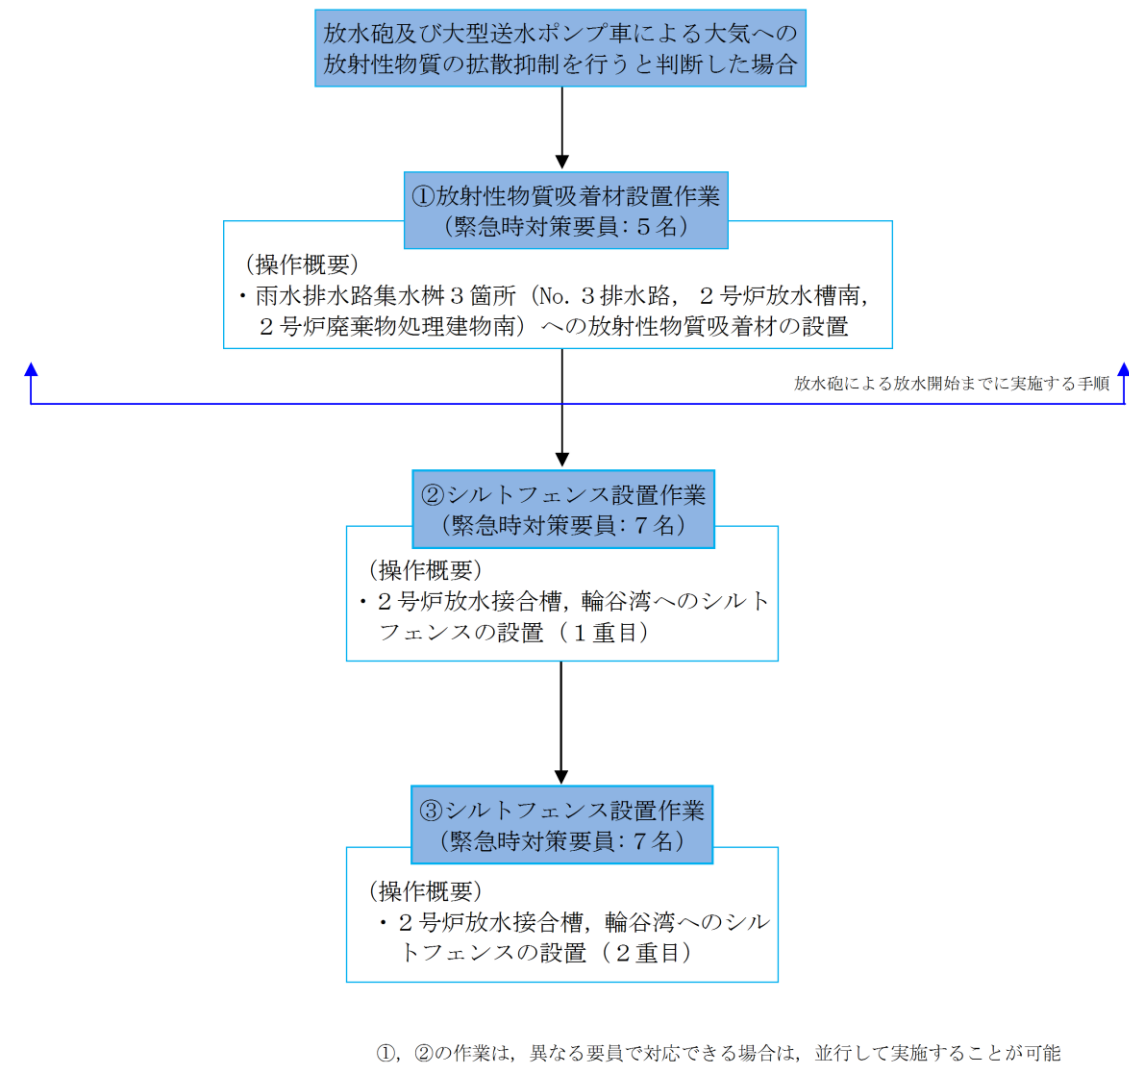 放水砲及び大型送水ポンプ車による大気への
放射性物質の拡散抑制を行うと判断した場合
①放射性物質吸着材設置作業
（緊急時対策要員：５名）
（操作概要）
・雨水排水路集水桝３箇所（No.３排水路，２号炉放水槽南，
２号炉廃棄物処理建物南）への放射性物質吸着材の設置
放水砲による放水開始までに実施する手順
②シルトフェンス設置作業
（緊急時対策要員：７名）
（操作概要）
・２号炉放水接合槽，輪谷湾へのシルト
フェンスの設置（１重目）
③シルトフェンス設置作業
（緊急時対策要員：７名）
（操作概要）
・２号炉放水接合槽，輪谷湾へのシル
トフェンスの設置（２重目）
①，②の作業は，異なる要員で対応できる場合は，並行して実施することが可能